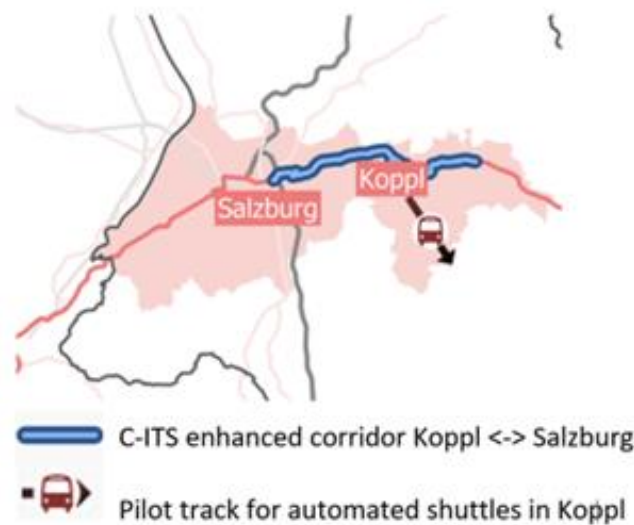 Koppl
Salzburg
C-ITS enhanced corridor Koppl <-> Salzburg
Pilot track for automated shuttles in Koppl